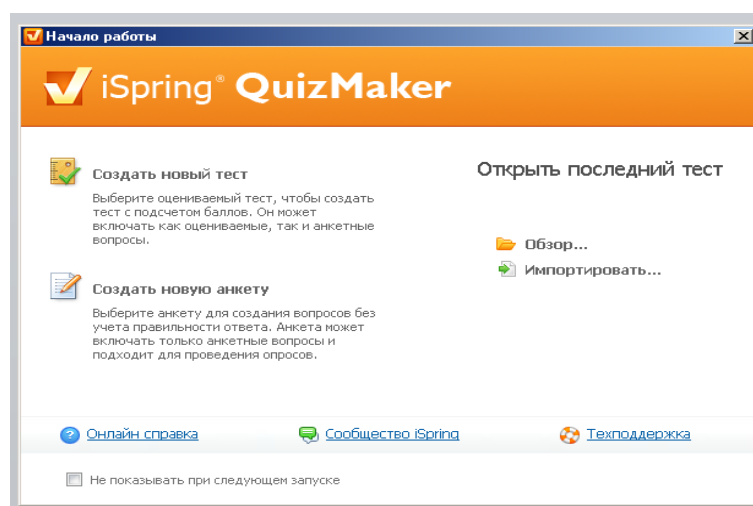 Начало работы
iSpring® QuizMaker
Создать новый тест
Выберите оцениваемый тест, чтобы создать
тест с подсчетом баллов. Он может
включать как оцениваемые, так и анкетные
вопросы.
Создать новую анкету
Выберите анкету для создания вопросов без
учета правильности ответа. Анкета может
включать только анкетные вопросы и
подходит для проведения опросов.
Открыть последний тест
Обзор...
Импортировать...
Онлайн справка
Сообщество iSpring
Техподдержка
Не показывать при следующем запуске